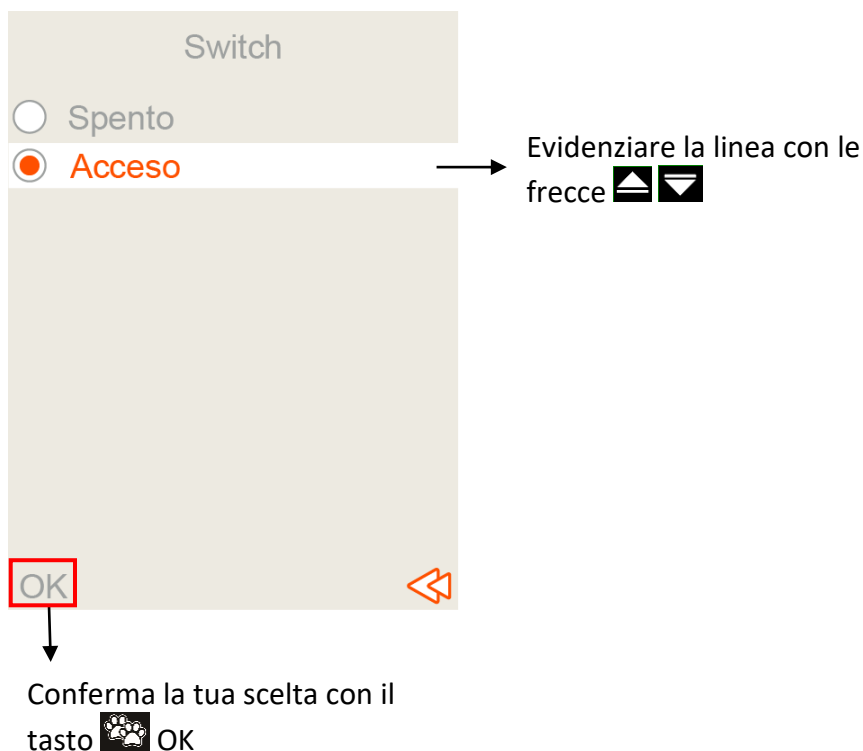 Switch
Spento
Acceso
Evidenziare la linea con le
frecce
OK
Conferma la tua scelta con il
tasto OK